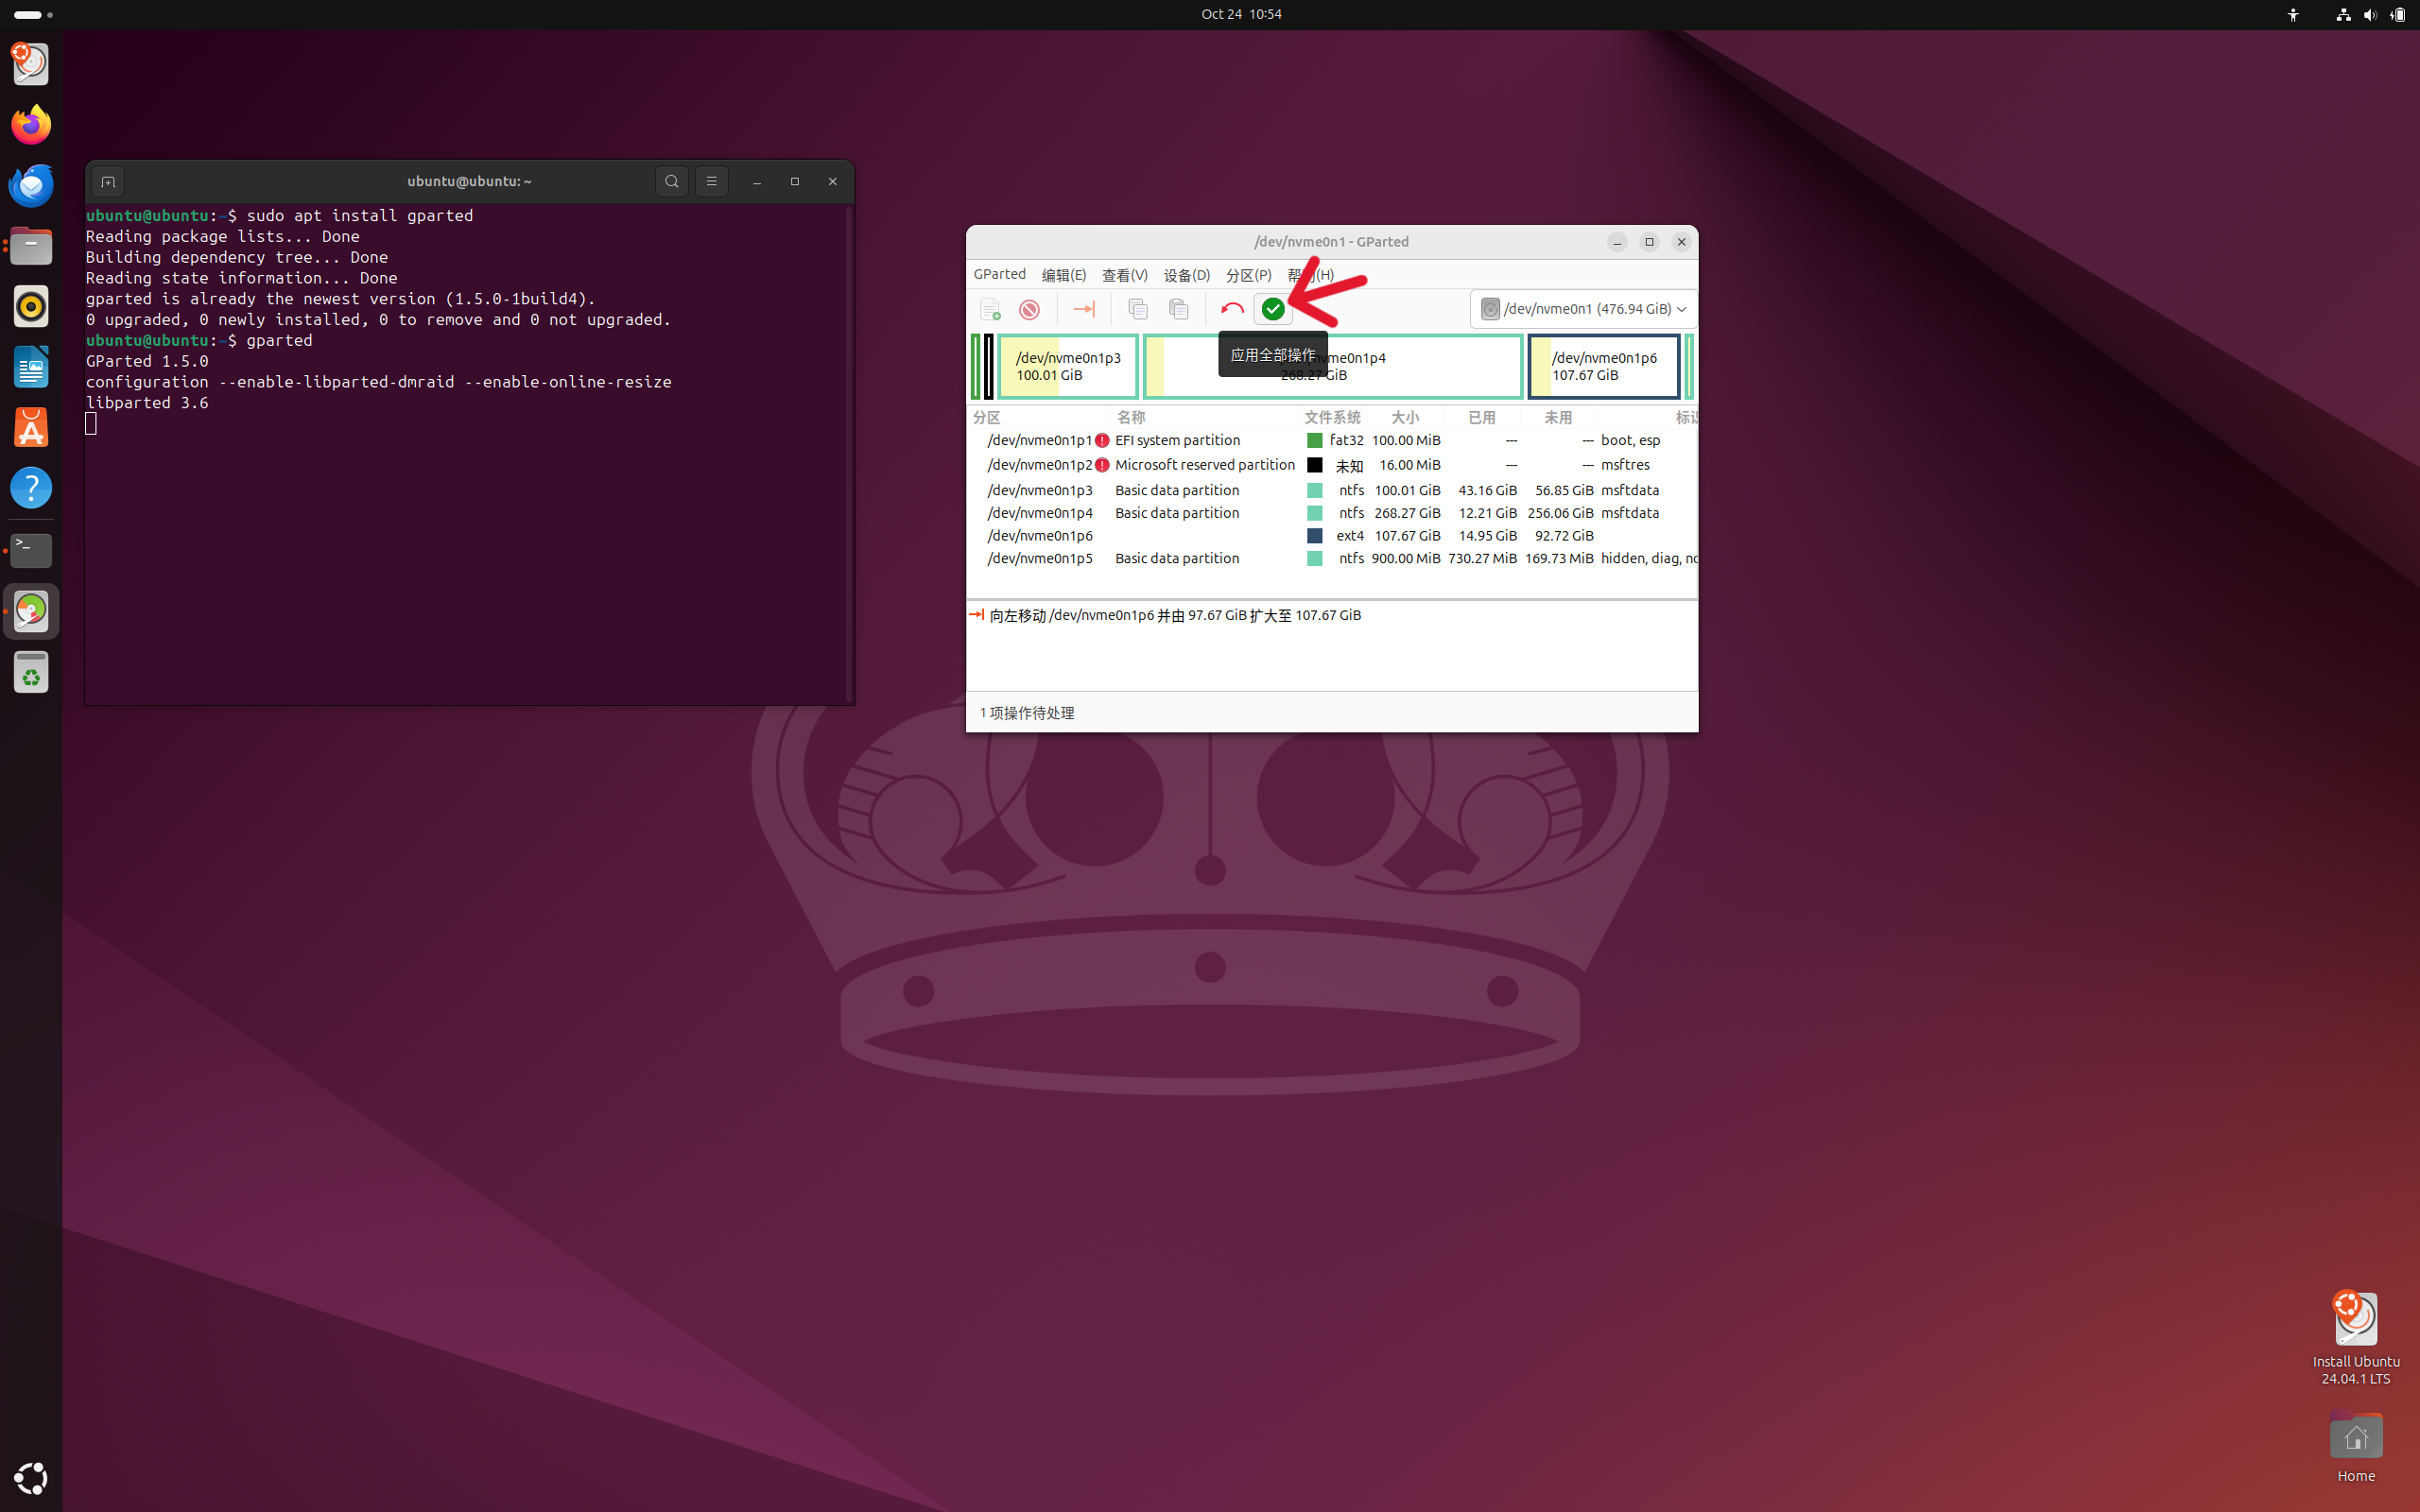 Oct 24 10:54
ubuntu@ubuntu: ~
ubuntu@ubuntu:~$ sudo apt install gparted
Reading package lists... Done
Building dependency tree... Done
Reading state information... Done
gparted is already the newest version (1.5.0-1build4).
0 upgraded, 0 newly installed, 0 to remove and 0 not upgraded.
ubuntu@ubuntu:~$ gparted
GParted 1.5.0
configuration --enable-libparted-dmraid --enable-online-resize
libparted 3.6
/dev/nvme0n1 - GParted
GParted 编辑(E) 查看(V) 设备(D) 分区(P) 帮 (H)
/dev/nvme0n1 (476.94 GiB)
应用全部操作
/dev/nvme0n1p3
100.01 GiB
nvme0n1p4
268.27 GiB
/dev/nvme0n1p6
107.67 GiB
分区 名称 文件系统 大小 已用 未用 标识
/dev/nvme0n1p1 EFI system partition fat32 100.00 MiB --- --- boot, esp
/dev/nvme0n1p2 Microsoft reserved partition 未知 16.00 MiB --- --- msftres
/dev/nvme0n1p3 Basic data partition ntfs 100.01 GiB 43.16 GiB 56.85 GiB msftdata
/dev/nvme0n1p4 Basic data partition ntfs 268.27 GiB 12.21 GiB 256.06 GiB msftdata
/dev/nvme0n1p6 ext4 107.67 GiB 14.95 GiB 92.72 GiB
/dev/nvme0n1p5 Basic data partition ntfs 900.00 MiB 730.27 MiB 169.73 MiB hidden, diag, no
向左移动 /dev/nvme0n1p6 并由 97.67 GiB 扩大至 107.67 GiB
1 项操作待处理
Install Ubuntu
24.04.1 LTS
Home